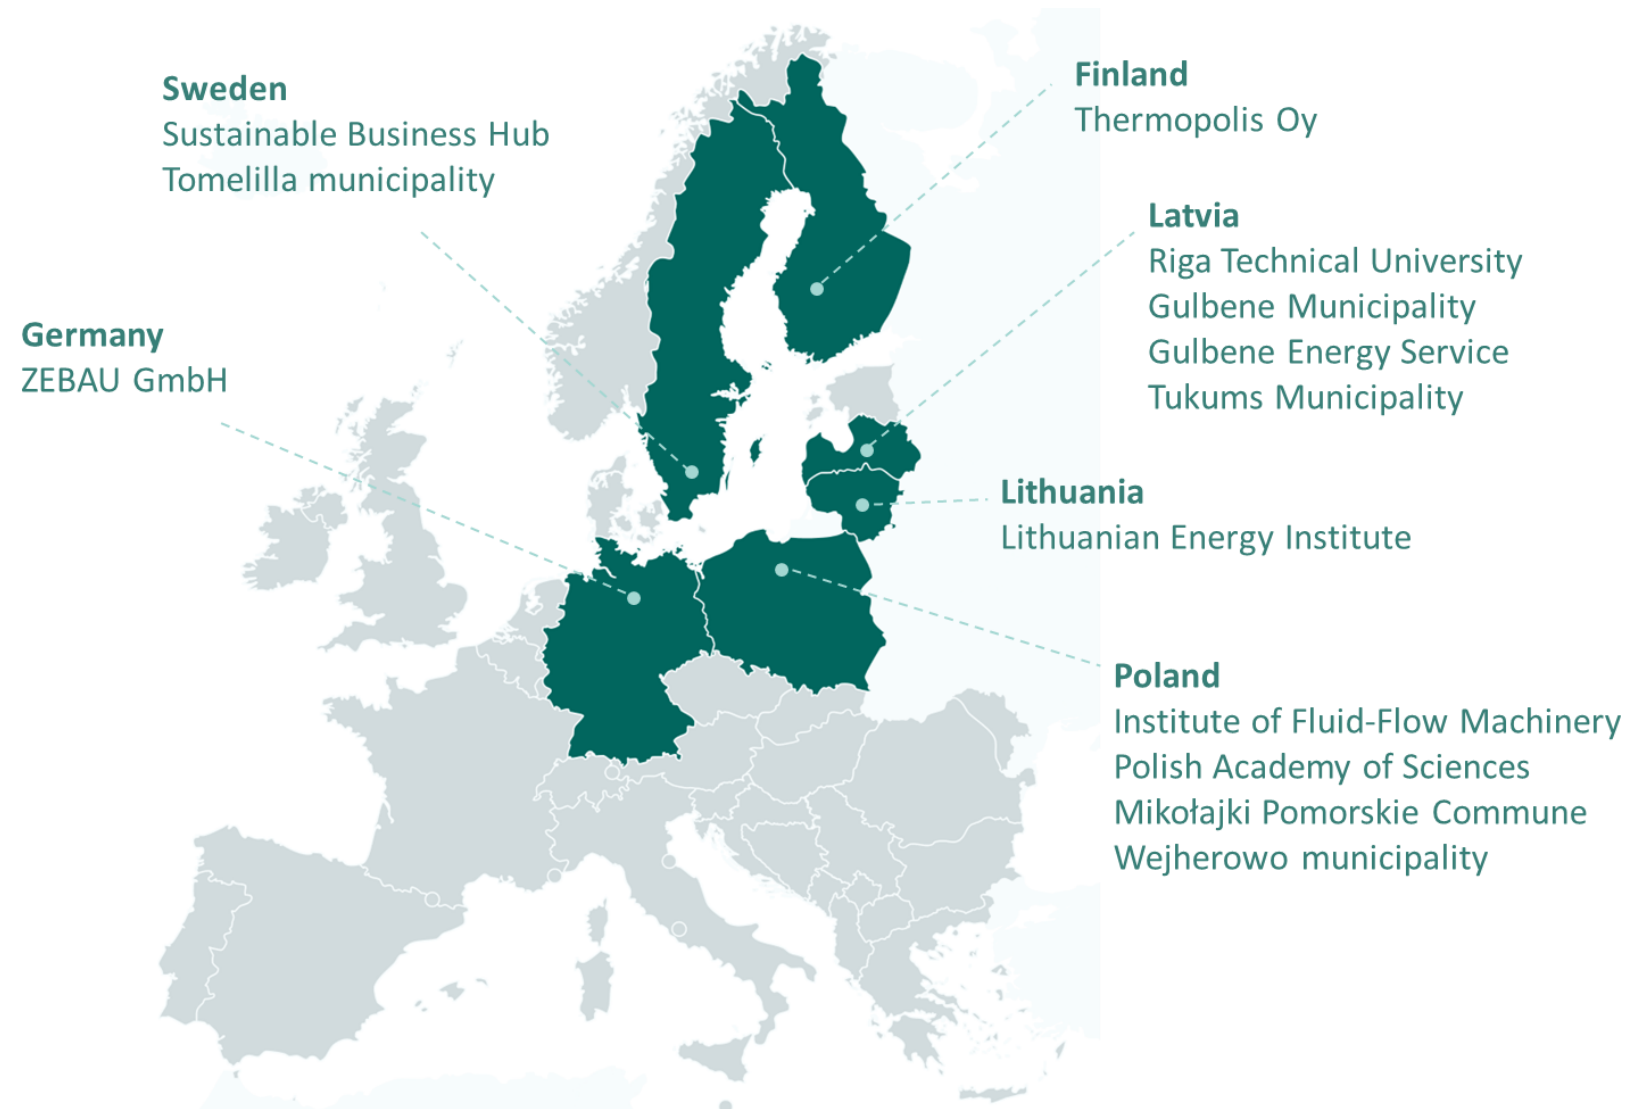 Sweden
Sustainable Business Hub
Tomelilla municipality
Finland
Thermopolis Oy
Latvia
Riga Technical University
Gulbene Municipality
Gulbene Energy Service
Tukums Municipality
Germany
ZEBAU GmbH
Lithuania
Lithuanian Energy Institute
Poland
Institute of Fluid-Flow Machinery
Polish Academy of Sciences
Mikołajki Pomorskie Commune
Wejherowo municipality